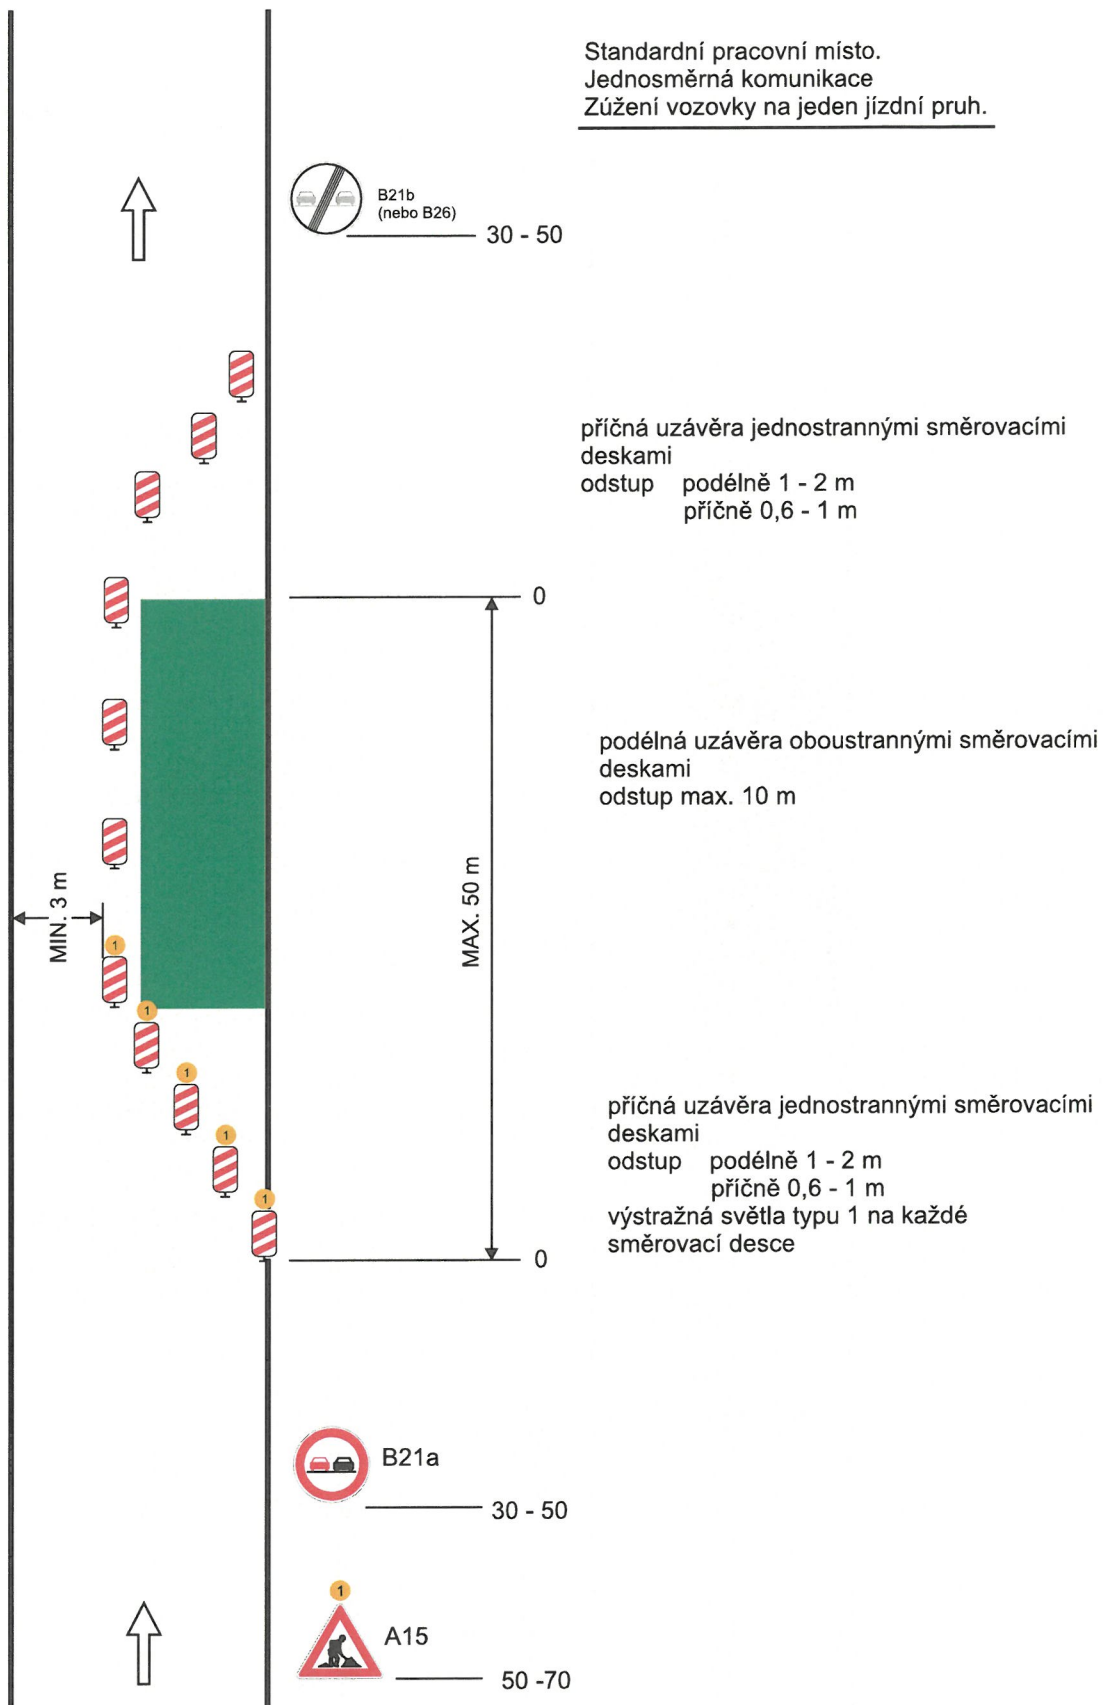 Standardní pracovní místo.
Jednosměrná komunikace
Zúžení vozovky na jeden jízdní pruh.
B21b
(nebo B26)
30 - 50
příčná uzávěra jednostrannými směrovacími
deskami
odstup podélně 1 - 2 m
příčně 0,6 - 1 m
0
podélná uzávěra oboustrannými směrovacími
deskami
odstup max. 10 m
MIN. 3 m
MAX. 50 m
1
1
1
1
1
příčná uzávěra jednostrannými směrovacími
deskami
odstup podélně 1 - 2 m
příčně 0,6 - 1 m
výstražná světla typu 1 na každé
směrovací desce
0
B21a
30 - 50
1
A15
50 -70